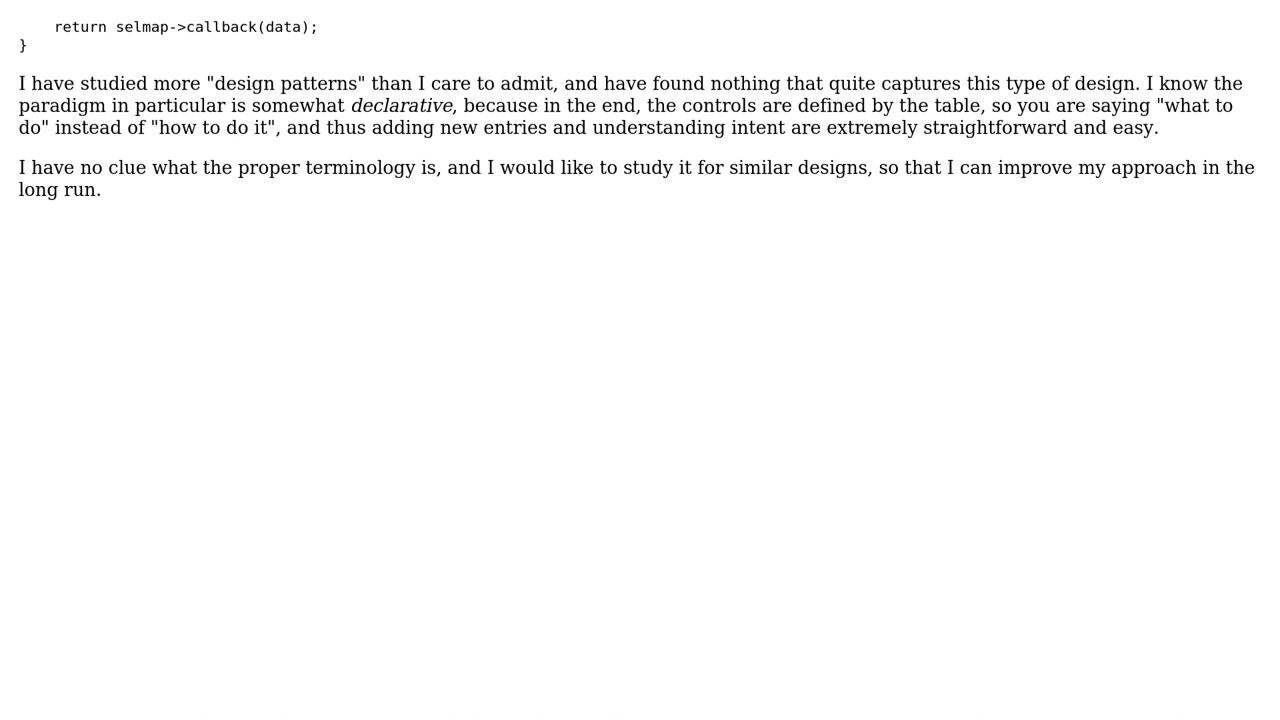 return selmap->callback(data);
}
I have studied more "design patterns" than I care to admit, and have found nothing that quite captures this type of design. I know the
paradigm in particular is somewhat declarative, because in the end, the controls are defined by the table, so you are saying "what to
do" instead of "how to do it", and thus adding new entries and understanding intent are extremely straightforward and easy.
I have no clue what the proper terminology is, and I would like to study it for similar designs, so that I can improve my approach in the
long run.